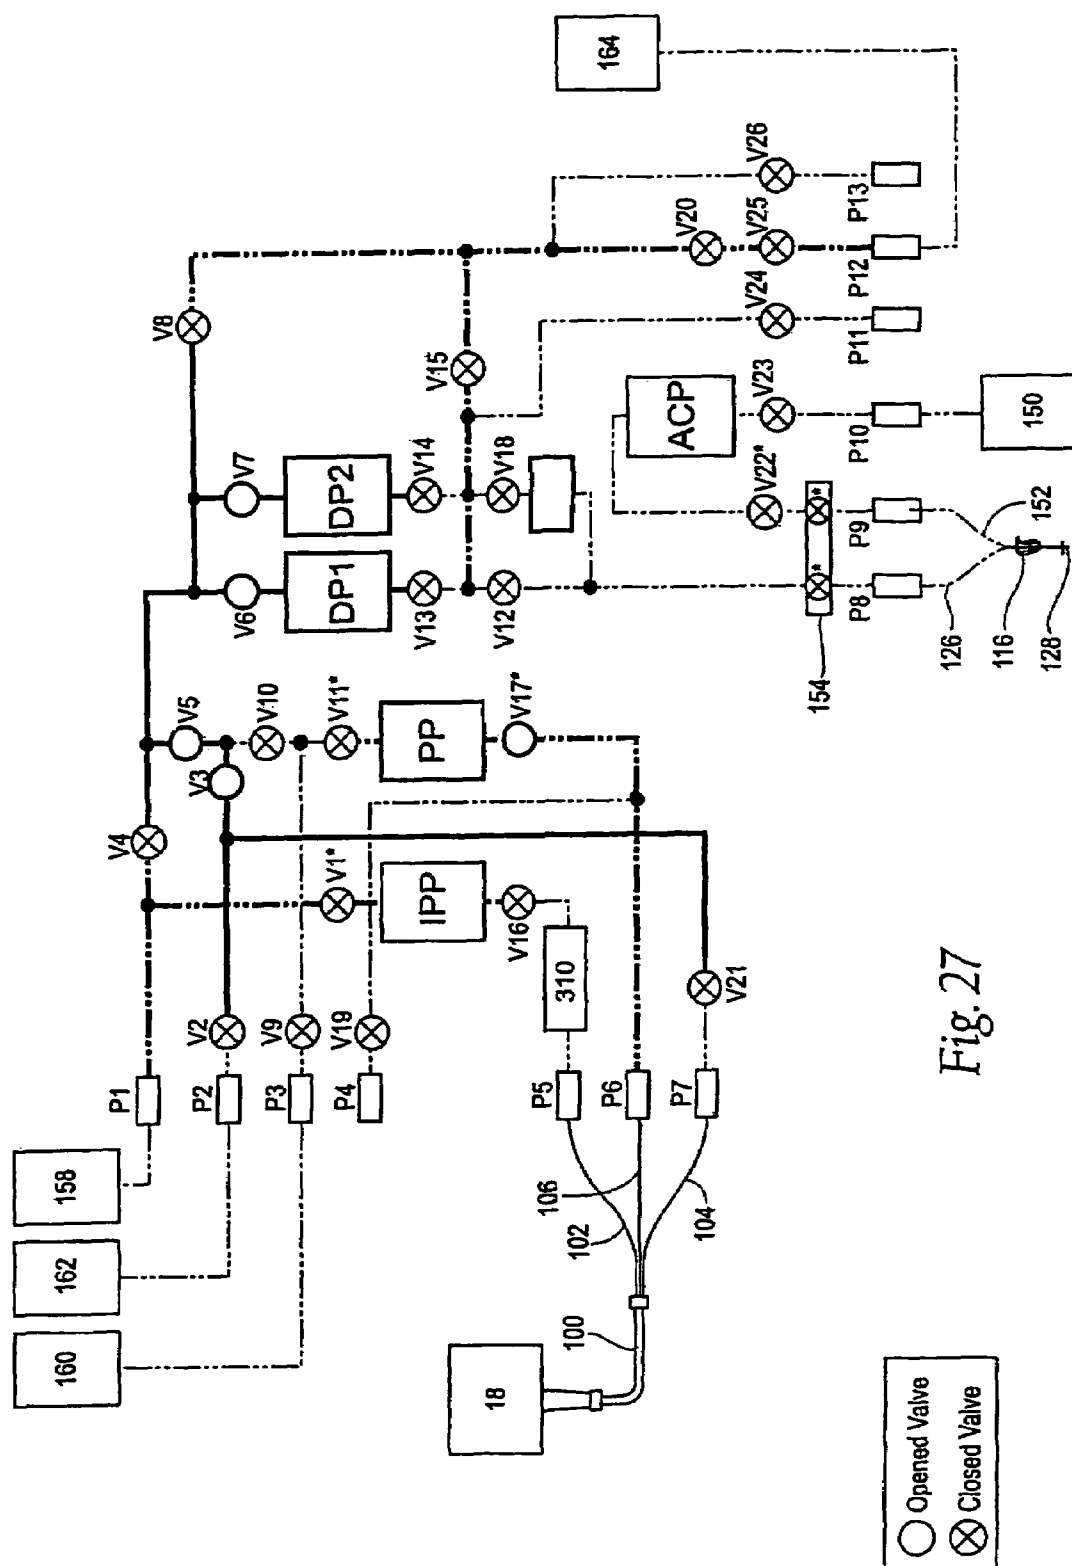 164
V26
P13
V20
V25
P12
V8
V24
P11
V15
ACP
V23
P10
150
V7
DP2
V14
V18
V22*
*
P9
152
V6
DP1
V13
V12
*
P8
154
126
116
128
V5
V10
V11*
PP
V17*
V3
V4
V1*
IPP
V16
310
V21
P1
V2
P2
V9
P3
V19
P4
P5
P6
P7
158
162
160
102
106
104
100
18
Opened Valve
Closed Valve
Fig. 27